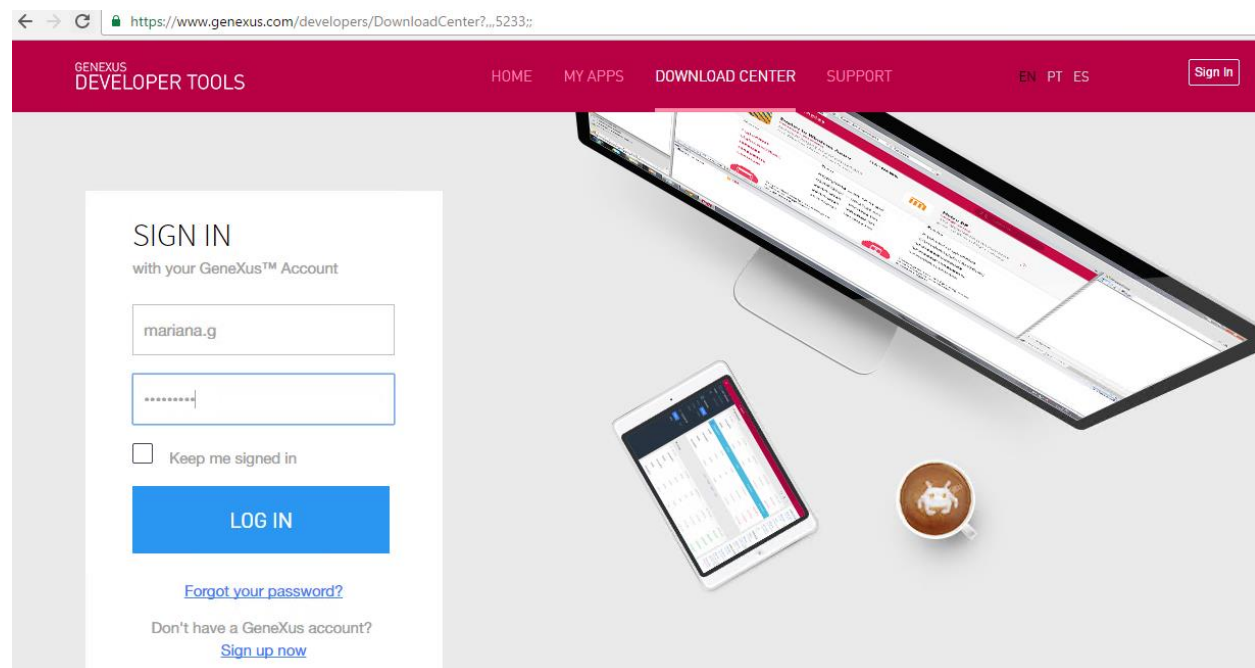 https://www.genexus.com/developers/DownloadCenter?,,,5233;;
GENEXUS
DEVELOPER TOOLS
HOME MY APPS DOWNLOAD CENTER SUPPORT EN PT ES Sign In
SIGN IN
with your GeneXus™ Account
mariana.g
•••••••••
Keep me signed in
LOG IN
Forgot your password?
Don't have a GeneXus account?
Sign up now